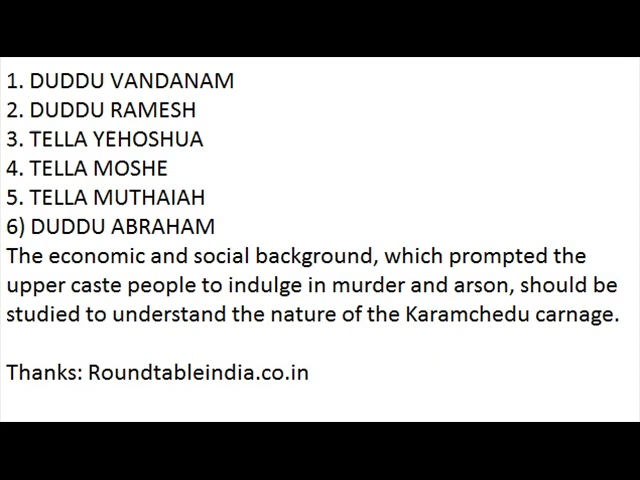 1. DUDDU VANDANAM
2. DUDDU RAMESH
3. TELLA YEHOSHUA
4. TELLA MOSHE
5. TELLA MUTHAIAH
6) DUDDU ABRAHAM
The economic and social background, which prompted the
upper caste people to indulge in murder and arson, should be
studied to understand the nature of the Karamchedu carnage.
Thanks: Roundtableindia.co.in